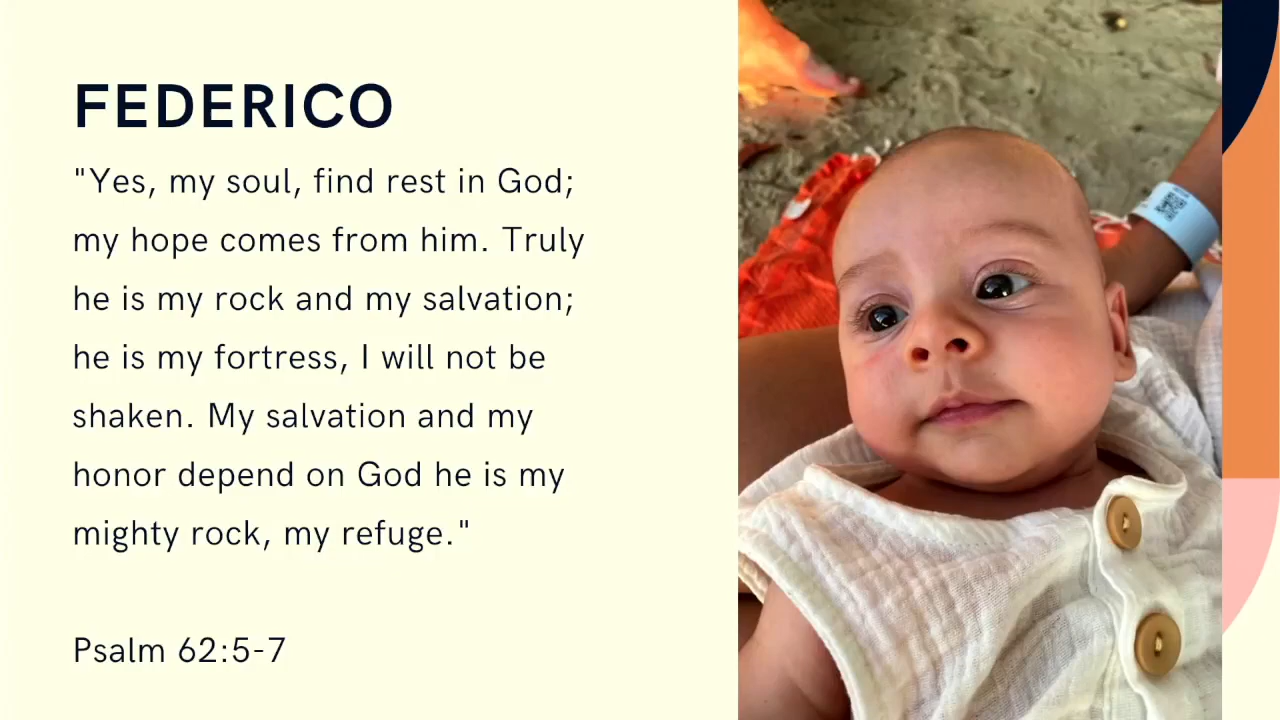 FEDERICO
"Yes, my soul, find rest in God;
my hope comes from him. Truly
he is my rock and my salvation;
he is my fortress, I will not be
shaken. My salvation and my
honor depend on God he is my
mighty rock, my refuge."
Psalm 62:5-7